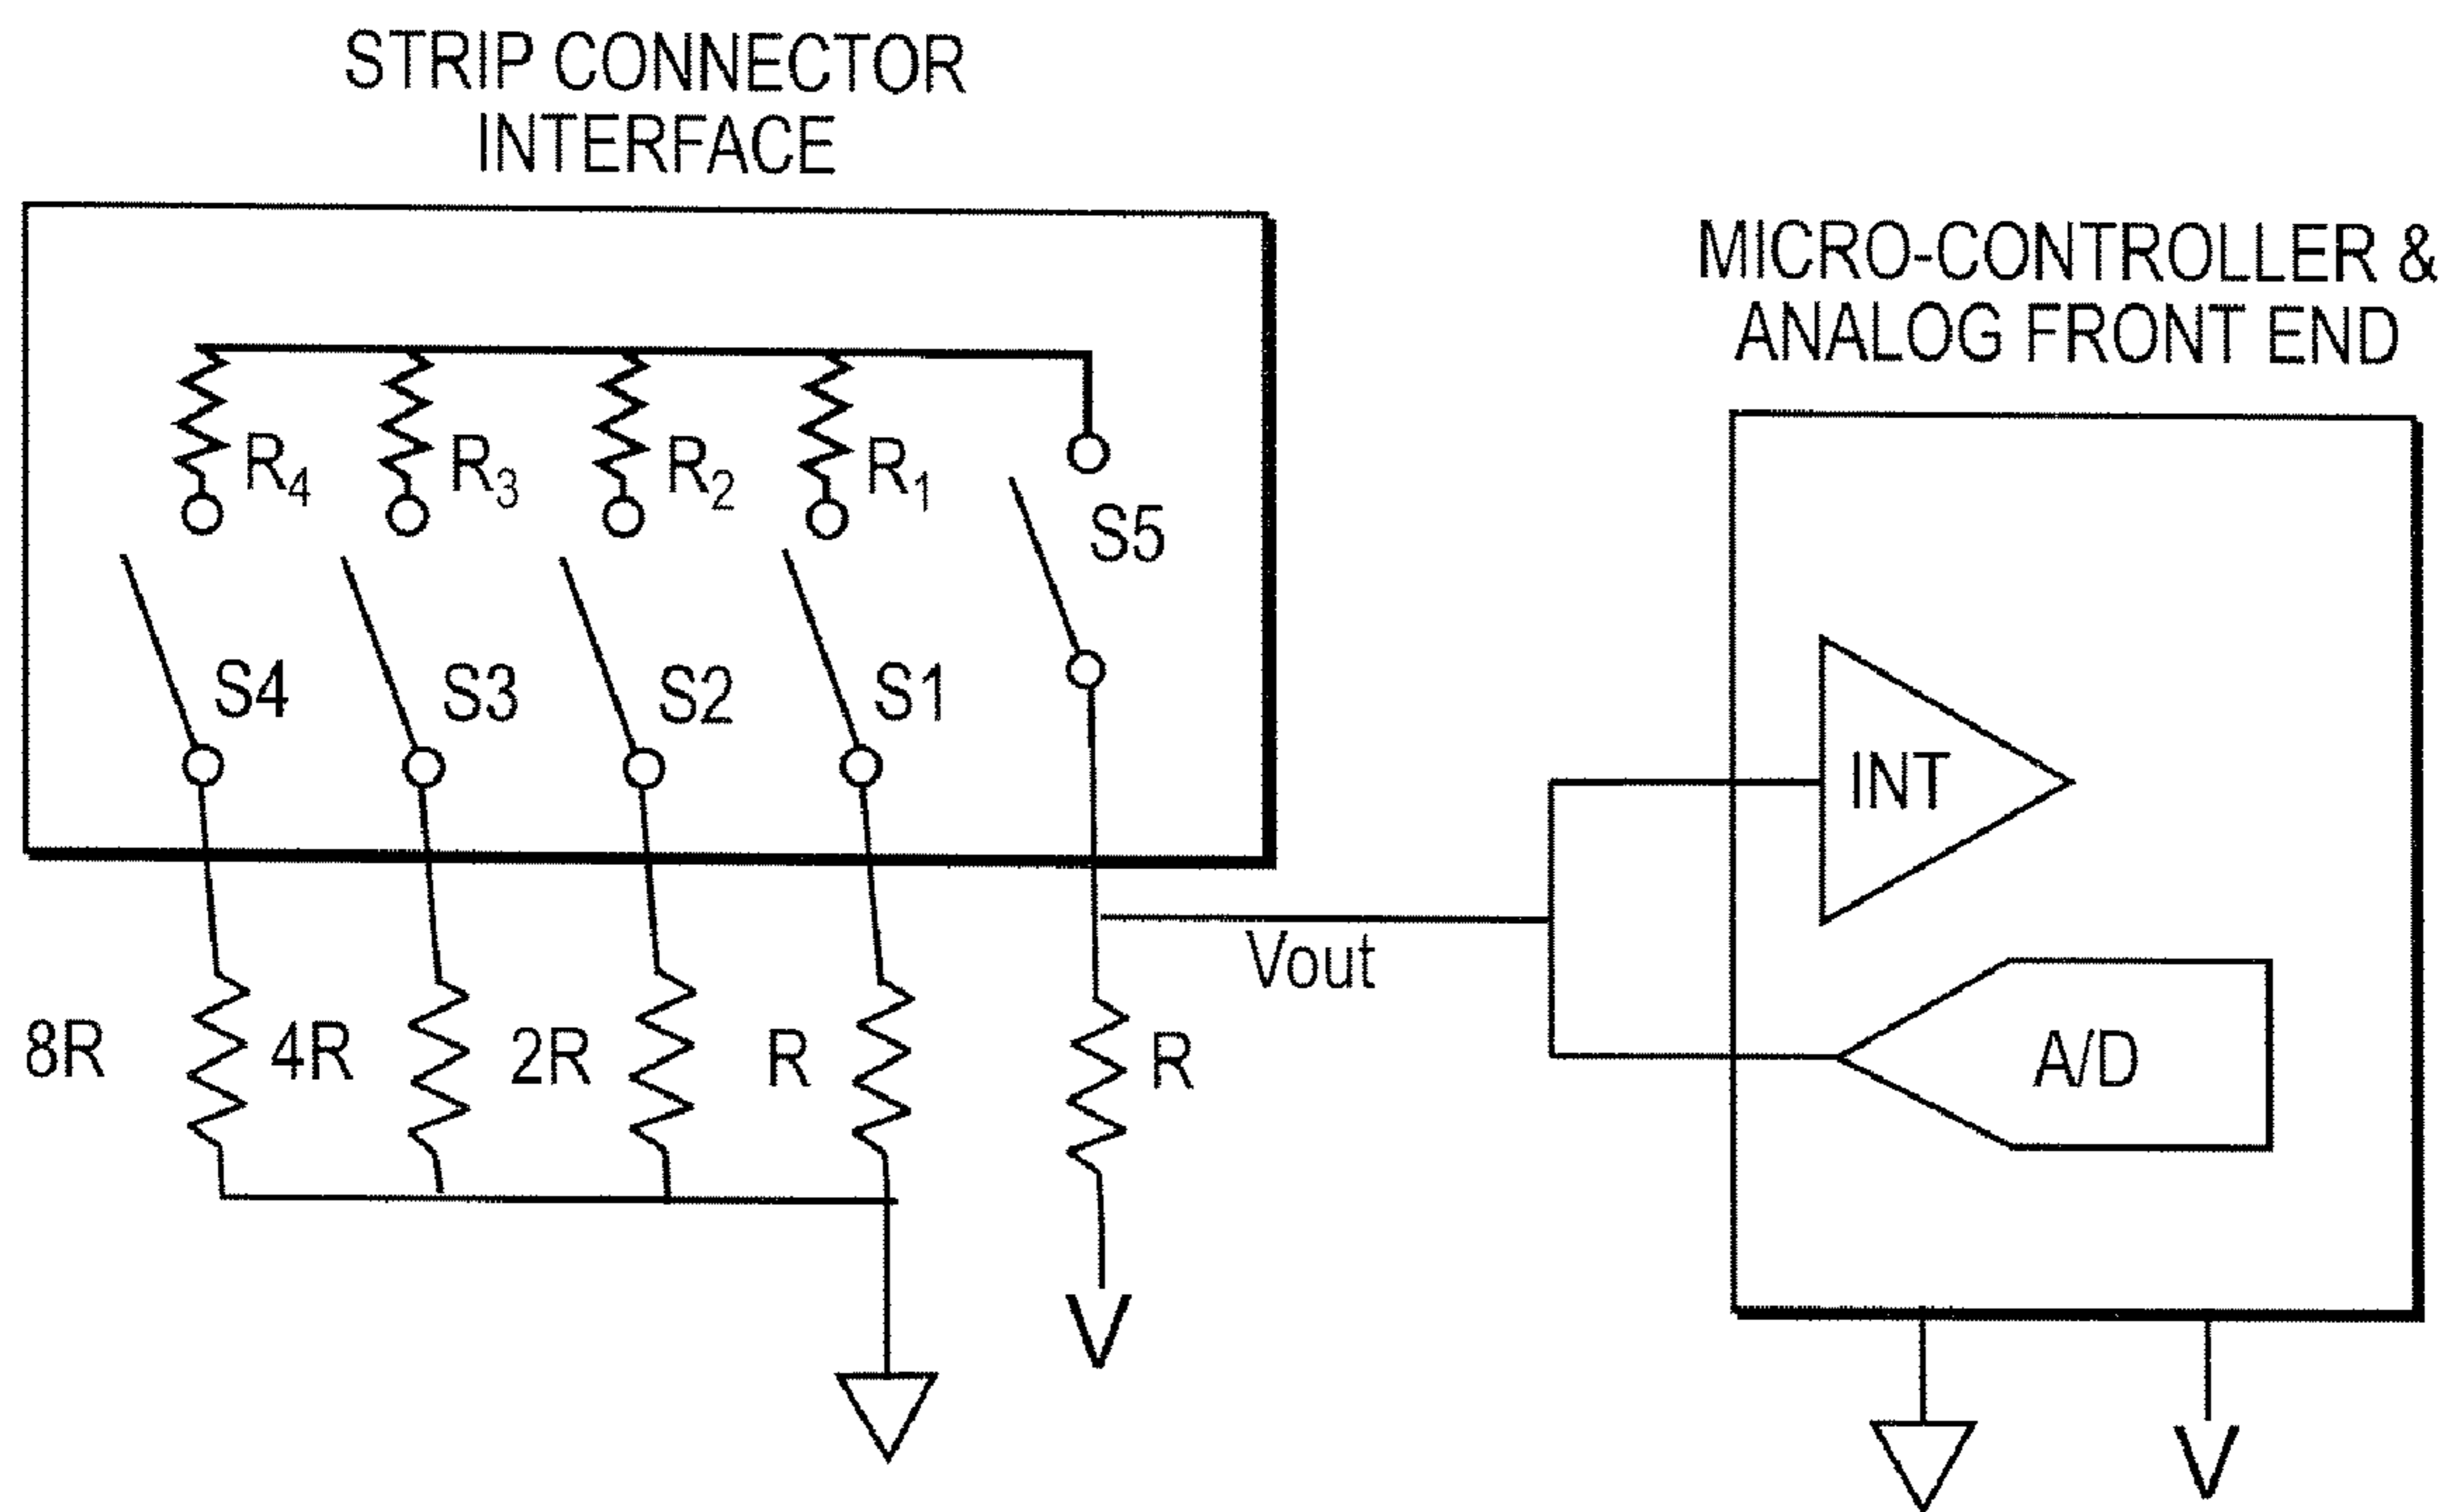 STRIP CONNECTOR
INTERFACE
MICRO-CONTROLLER &
ANALOG FRONT END
R4
R3
R2
R1
S5
S4
S3
S2
S1
INT
Vout
8R
4R
2R
R
R
A/D
V
V